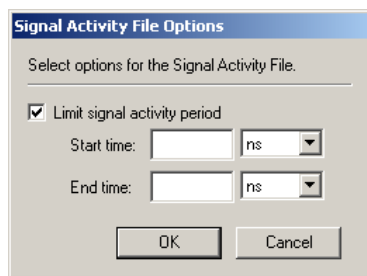 Signal Activity File Options
Select options for the Signal Activity File.
Limit signal activity period
Start time: ns
End time: ns
OK Cancel